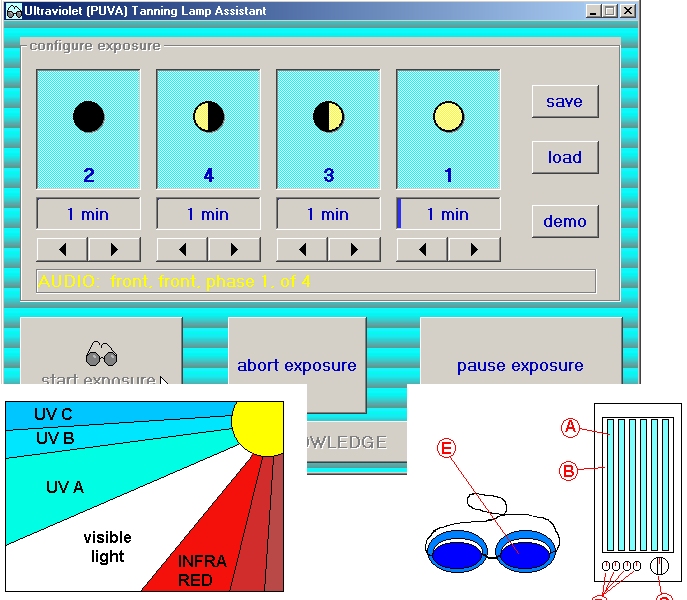 Ultraviolet (PUVA) Tanning Lamp Assistant
configure exposure
2 4 3 1
1 min 1 min 1 min 1 min
save
load
demo
AUDIO: front, front, phase 1, of 4
start exposure
abort exposure
pause exposure
OWLEDGE
UV C
UV B
UV A
visible
light
INFRA
RED
E
A
B